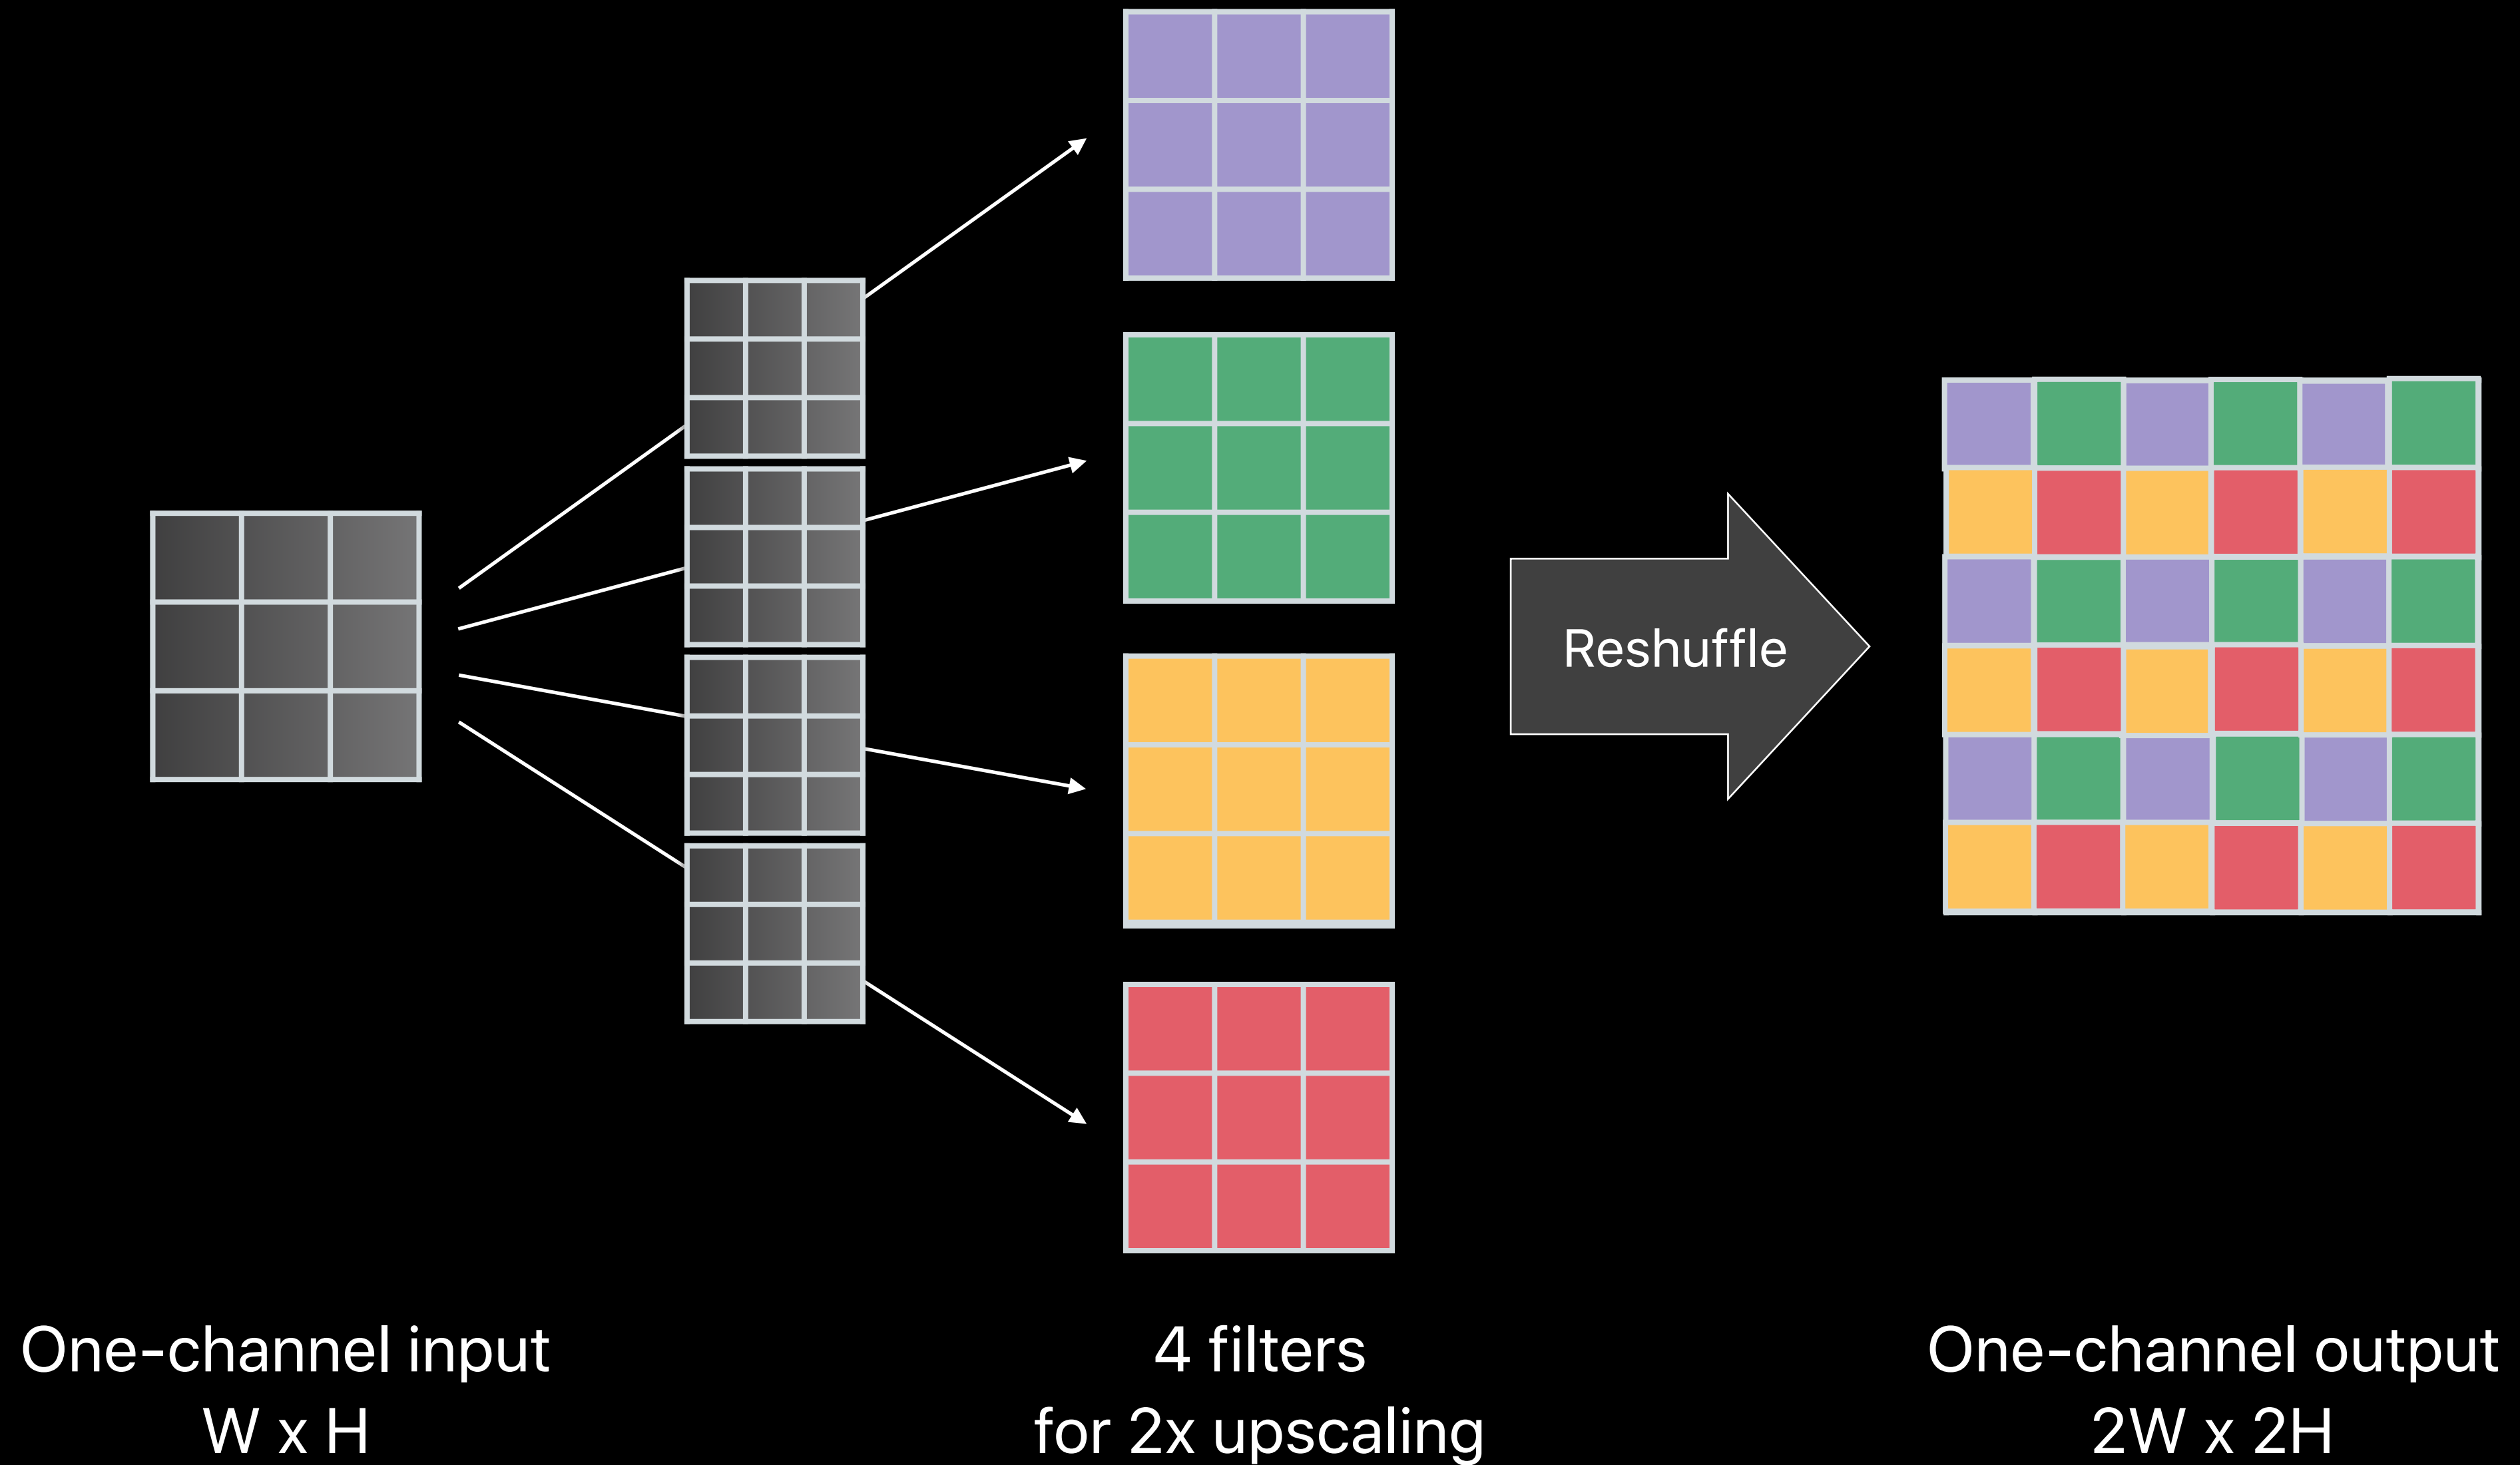 Reshuffle
One-channel input
W x H
4 filters
for 2x upscaling
One-channel output
2W x 2H